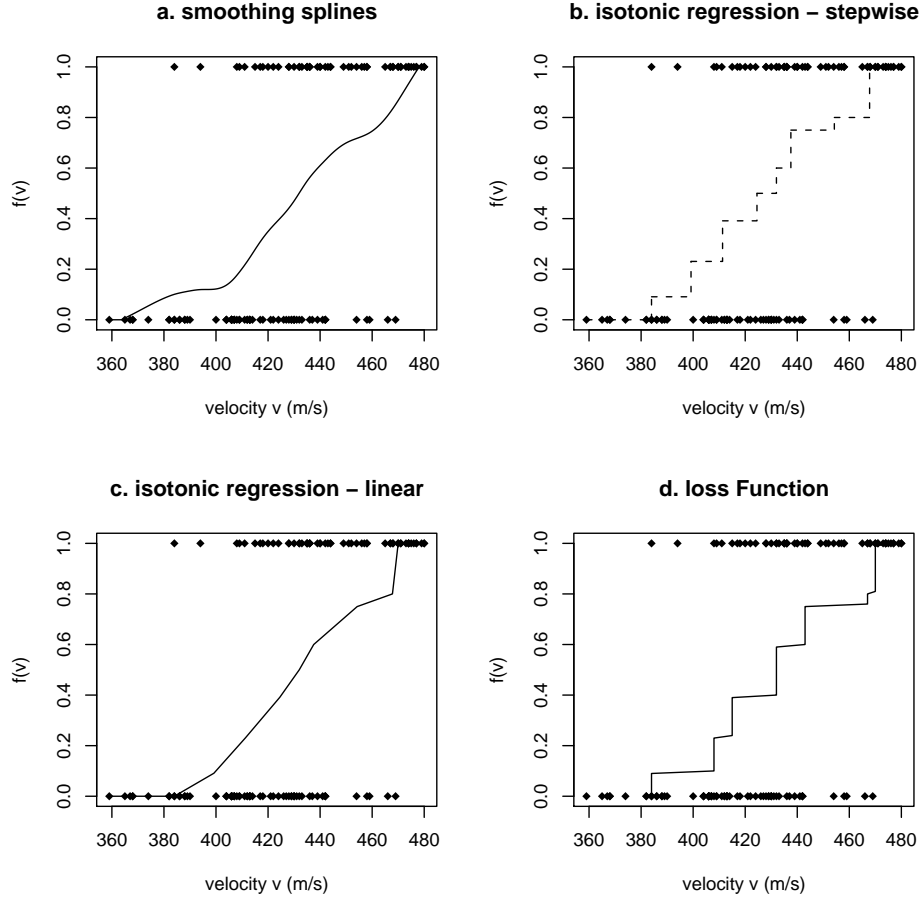 a. smoothing splines
f(v)
1.0
0.8
0.6
0.4
0.2
0.0
360 380 400 420 440 460 480
velocity v (m/s)
b. isotonic regression − stepwise
f(v)
1.0
0.8
0.6
0.4
0.2
0.0
360 380 400 420 440 460 480
velocity v (m/s)
c. isotonic regression − linear
f(v)
1.0
0.8
0.6
0.4
0.2
0.0
360 380 400 420 440 460 480
velocity v (m/s)
d. loss Function
f(v)
1.0
0.8
0.6
0.4
0.2
0.0
360 380 400 420 440 460 480
velocity v (m/s)